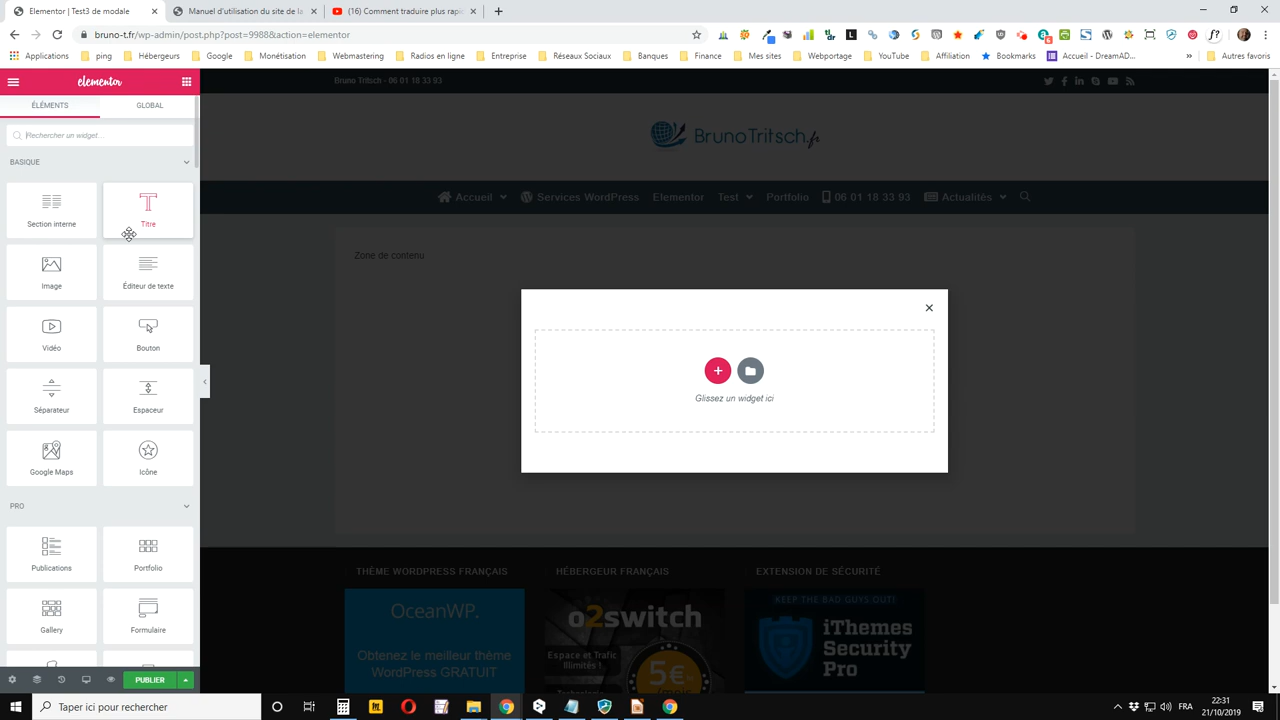 Elementor | Test3 de modale
Manuel d'utilisation du site de la
(16) Comment traduire plus rapi
bruno-t.fr/wp-admin/post.php?post=9988&action=elementor
Applications
ping
Hébergeurs
Google
Monétisation
Webmastering
Radios en ligne
Entreprise
Réseaux Sociaux
Banques
Finance
Mes sites
Webportage
YouTube
Affiliation
Bookmarks
Accueil - DreamAD...
»
Autres favoris
elementor
Bruno Tritsch - 06 01 18 33 93
ÉLÉMENTS
GLOBAL
Rechercher un widget...
BrunoTritsch.fr
BASIQUE
Accueil
Services WordPress
Elementor
Test
Portfolio
06 01 18 33 93
Actualités
Section interne
Titre
Zone de contenu
Image
Éditeur de texte
Vidéo
Bouton
Glissez un widget ici
Séparateur
Espaceur
Google Maps
Icône
PRO
Publications
Portfolio
THÈME WORDPRESS FRANÇAIS
HÉBERGEUR FRANÇAIS
EXTENSION DE SÉCURITÉ
OceanWP.
Obtenez le meilleur thème
WordPress GRATUIT
o2switch
Espace et Trafic
Illimités !
5€
/mois
KEEP THE BAD GUYS OUT!
iThemes
Security
Pro
Gallery
Formulaire
PUBLIER
Taper ici pour rechercher
FRA
22:31
21/10/2019